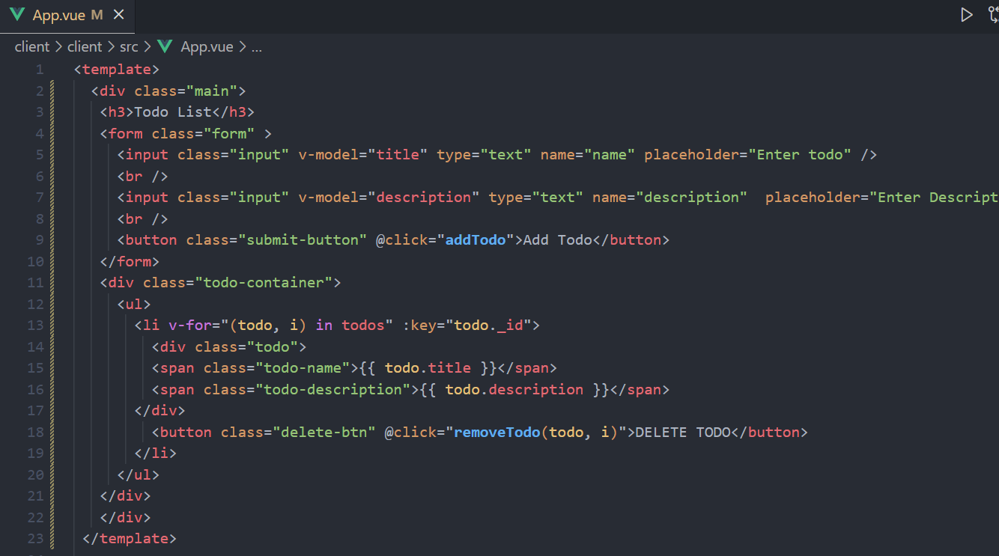 App.vue M
client > client > src > App.vue > ...
1 <template>
2 <div class="main">
3 <h3>Todo List</h3>
4 <form class="form" >
5 <input class="input" v-model="title" type="text" name="name" placeholder="Enter todo" />
6 <br />
7 <input class="input" v-model="description" type="text" name="description"  placeholder="Enter Descript
8 <br />
9 <button class="submit-button" @click="addTodo">Add Todo</button>
10 </form>
11 <div class="todo-container">
12 <ul>
13 <li v-for="(todo, i) in todos" :key="todo._id">
14 <div class="todo">
15 <span class="todo-name">{{ todo.title }}</span>
16 <span class="todo-description">{{ todo.description }}</span>
17 </div>
18 <button class="delete-btn" @click="removeTodo(todo, i)">DELETE TODO</button>
19 </li>
20 </ul>
21 </div>
22 </div>
23 </template>